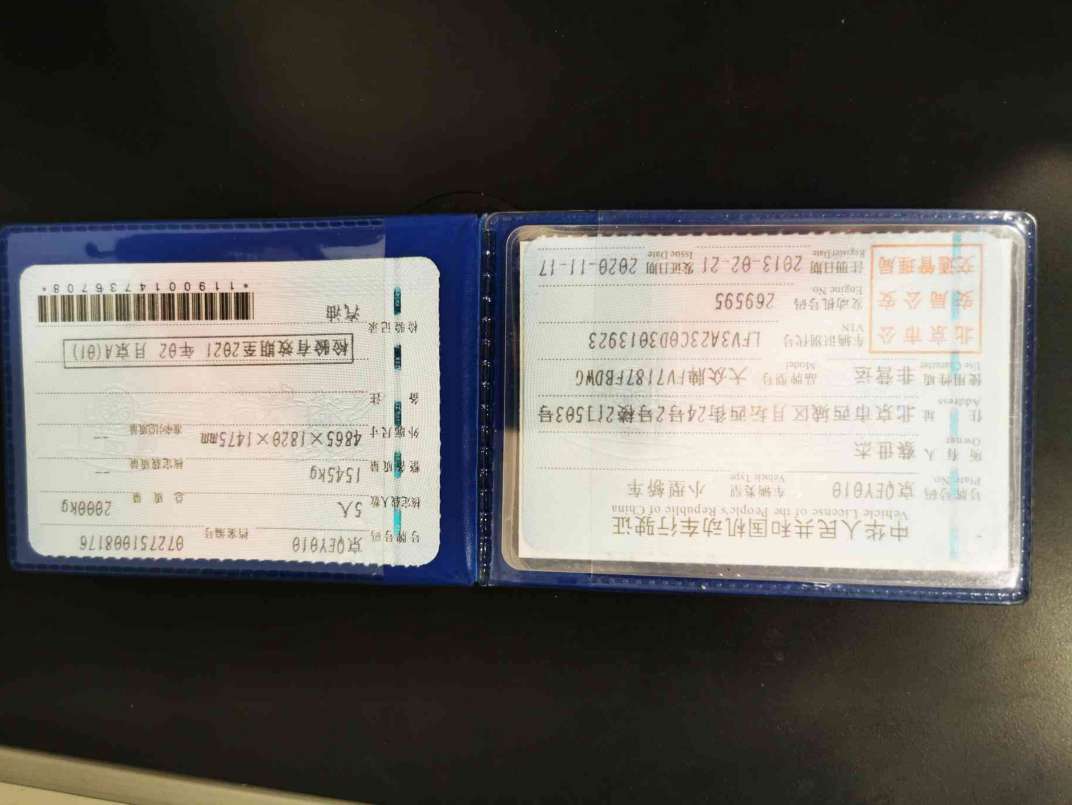 中华人民共和国机动车行驶证
Vehicle License of the People's Republic of China
号牌号码 京QEY010 车辆类型 小型轿车
Plate No. Vehicle Type
所有人 秦世杰
Owner
住址 北京市西城区月坛西街24号2号楼2门503号
Address
使用性质 非营运 品牌型号 大众牌FV7187FBDWG
Use Character Model
北京市公
安局公安
交通管理局
车辆识别代号 LFV3A23C0D3013923
VIN
发动机号码 269595
Engine No.
注册日期 2013-02-21 发证日期 2020-11-17
Register Date Issue Date
号牌号码 京QEY010 档案编号 072751008176
核定载人数 5人 总质量 2000kg
整备质量 1545kg 核定载质量 --
外廓尺寸 4865×1820×1475mm 准牵引总质量 --
备注
检验有效期至2021年02月京A(01)
检验记录
汽油
*1190014736708*